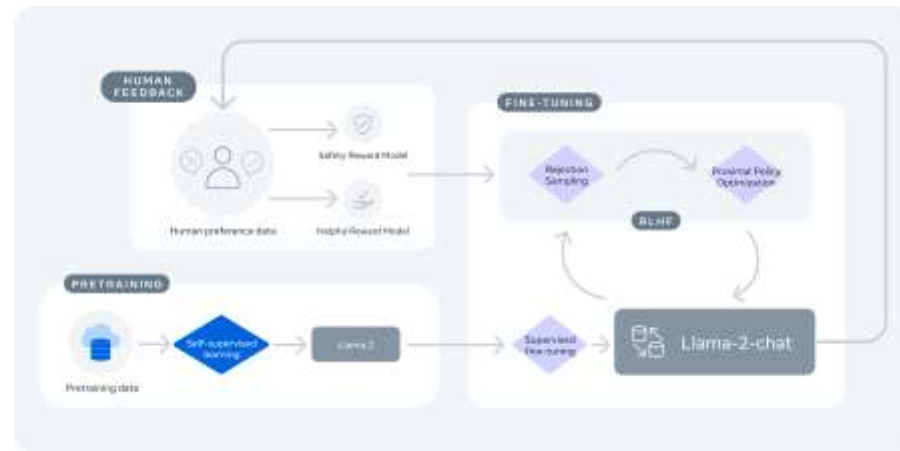 HUMAN
FEEDBACK
Safety Reward Model
Human preference data
Helpful Reward Model
FINE-TUNING
Rejection
Sampling
Proximal Policy
Optimization
RLHF
PRETRAINING
Self-supervised
learning
Llama 2
Pretraining data
Supervised
fine-tuning
Llama-2-chat